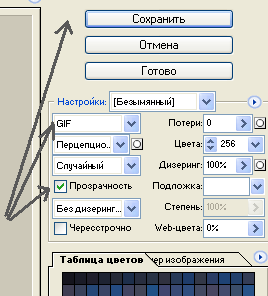 Сохранить
Отмена
Готово
Настройки: [Безымянный]
GIF Потери: 0
Перцепцио... Цвета: 256
Случайный Дизеринг: 100%
Прозрачность Подложка:
Без дизеринг... Степень: 100%
Чересстрочно Web-цвета: 0%
Таблица цветов ер изображения